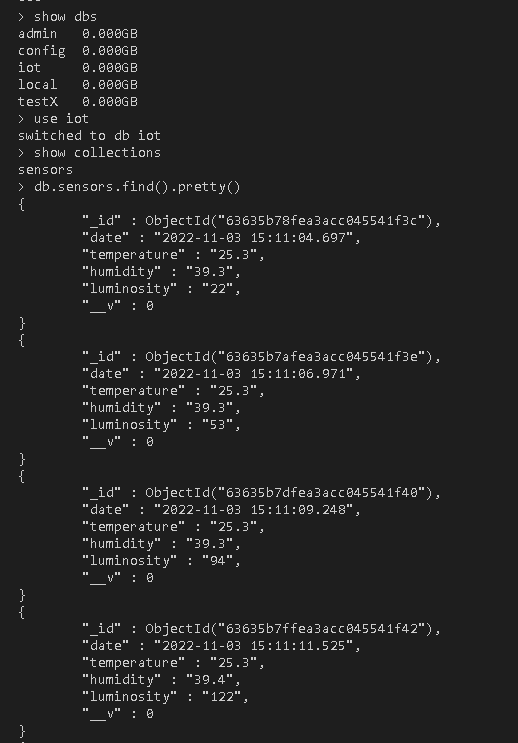 > show dbs
admin   0.000GB
config  0.000GB
iot     0.000GB
local   0.000GB
testX   0.000GB
> use iot
switched to db iot
> show collections
sensors
> db.sensors.find().pretty()
{
        "_id" : ObjectId("63635b78fea3acc045541f3c"),
        "date" : "2022-11-03 15:11:04.697",
        "temperature" : "25.3",
        "humidity" : "39.3",
        "luminosity" : "22",
        "__v" : 0
}
{
        "_id" : ObjectId("63635b7afea3acc045541f3e"),
        "date" : "2022-11-03 15:11:06.971",
        "temperature" : "25.3",
        "humidity" : "39.3",
        "luminosity" : "53",
        "__v" : 0
}
{
        "_id" : ObjectId("63635b7dfea3acc045541f40"),
        "date" : "2022-11-03 15:11:09.248",
        "temperature" : "25.3",
        "humidity" : "39.3",
        "luminosity" : "94",
        "__v" : 0
}
{
        "_id" : ObjectId("63635b7ffea3acc045541f42"),
        "date" : "2022-11-03 15:11:11.525",
        "temperature" : "25.3",
        "humidity" : "39.4",
        "luminosity" : "122",
        "__v" : 0
}